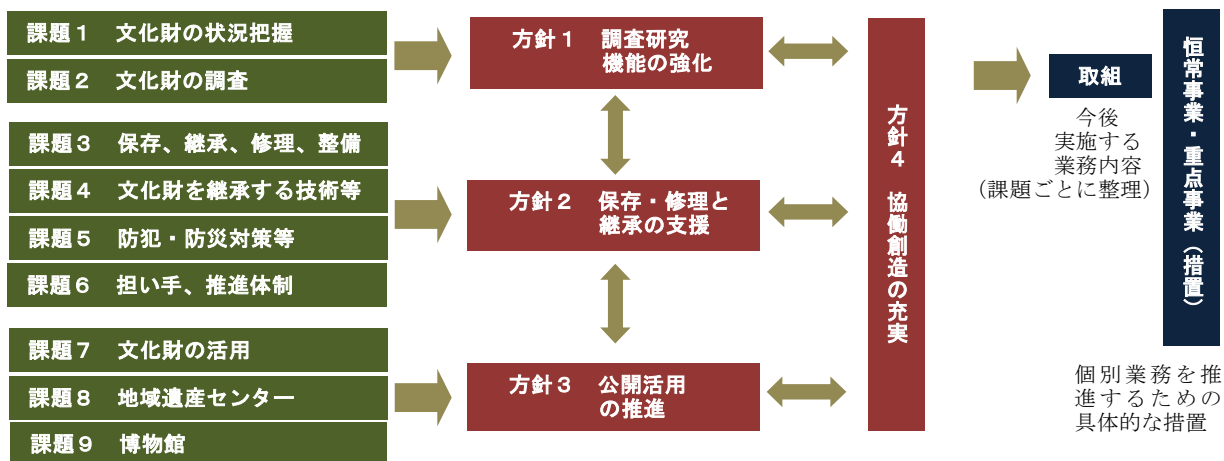 課題１　文化財の状況把握
課題２　文化財の調査
課題３　保存、継承、修理、整備
課題４　文化財を継承する技術等
課題５　防犯・防災対策等
課題６　担い手、推進体制
課題７　文化財の活用
課題８　地域遺産センター
課題９　博物館
方針１　調査研究
機能の強化
方針２　保存・修理と
継承の支援
方針３　公開活用
の推進
方針４　協働創造の充実
取組
今後
実施する
業務内容
（課題ごとに整理）
恒常事業・重点事業（措置）
個別業務を推
進するための
具体的な措置